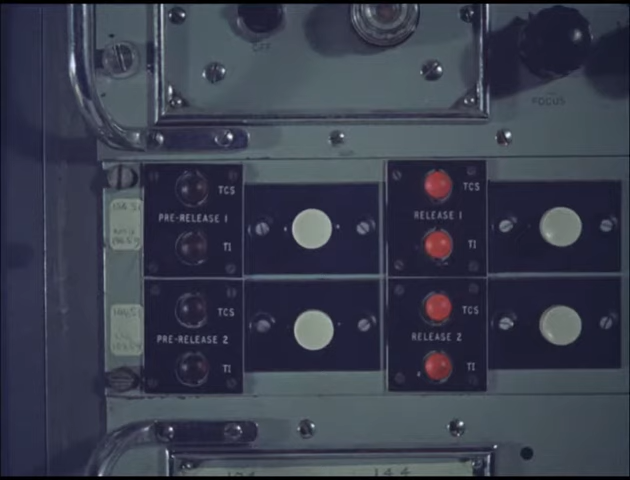 OFF
FOCUS
TCS
PRE-RELEASE 1
TI
TCS
RELEASE 1
TI
TCS
PRE-RELEASE 2
TI
TCS
RELEASE 2
TI
144